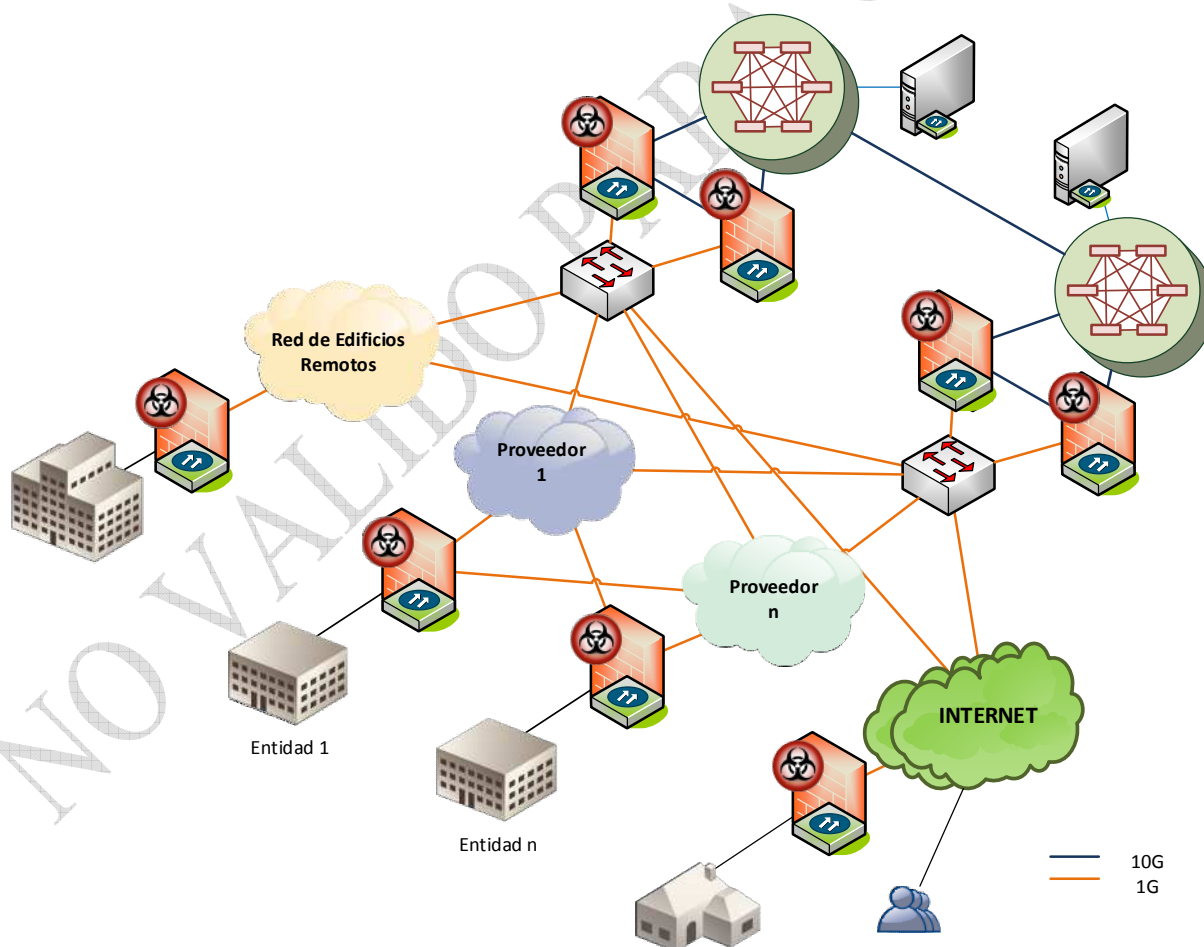 NO VALIDO PARA
Red de Edificios
Remotos
Proveedor
1
Proveedor
n
INTERNET
Entidad 1
Entidad n
10G
1G